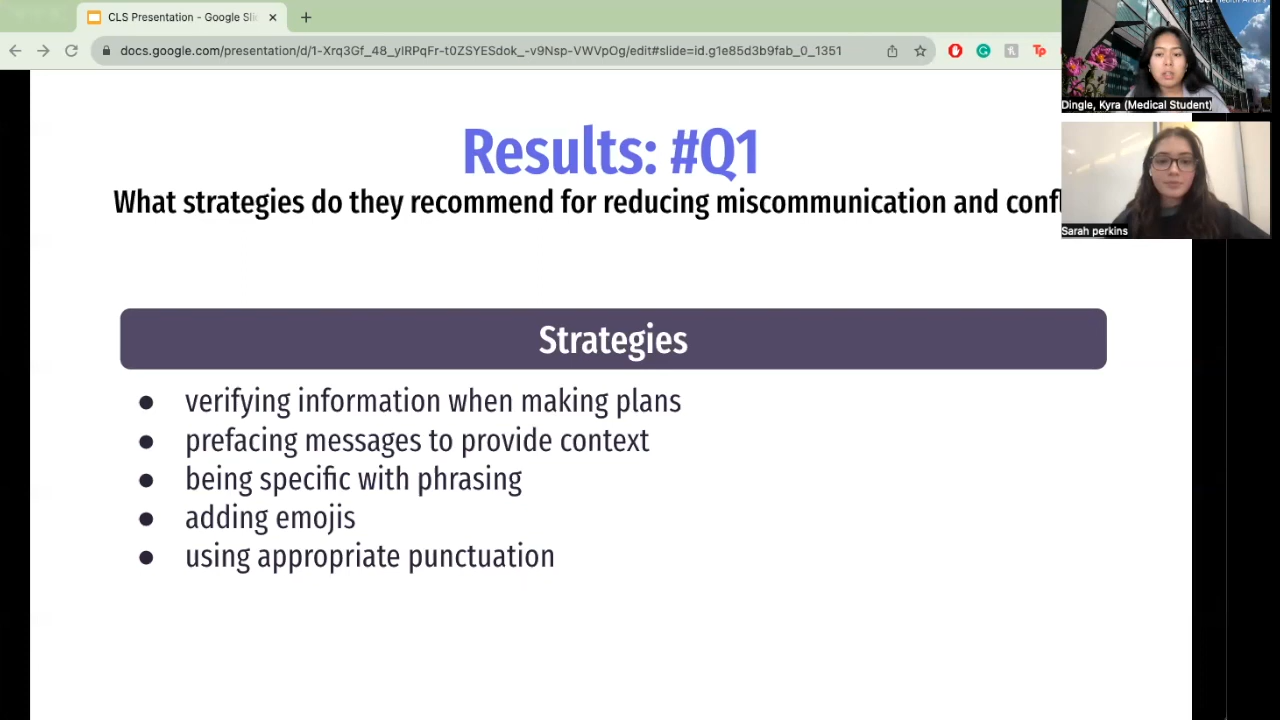 CLS Presentation - Google Sli
docs.google.com/presentation/d/1-Xrq3Gf_48_ylRPqFr-t0ZSYESdok_-v9Nsp-VWVpOg/edit#slide=id.g1e85d3b9fab_0_1351
Dingle, Kyra (Medical Student)
Sarah perkins
Results: #Q1
What strategies do they recommend for reducing miscommunication and confl
Strategies
● verifying information when making plans
● prefacing messages to provide context
● being specific with phrasing
● adding emojis
● using appropriate punctuation